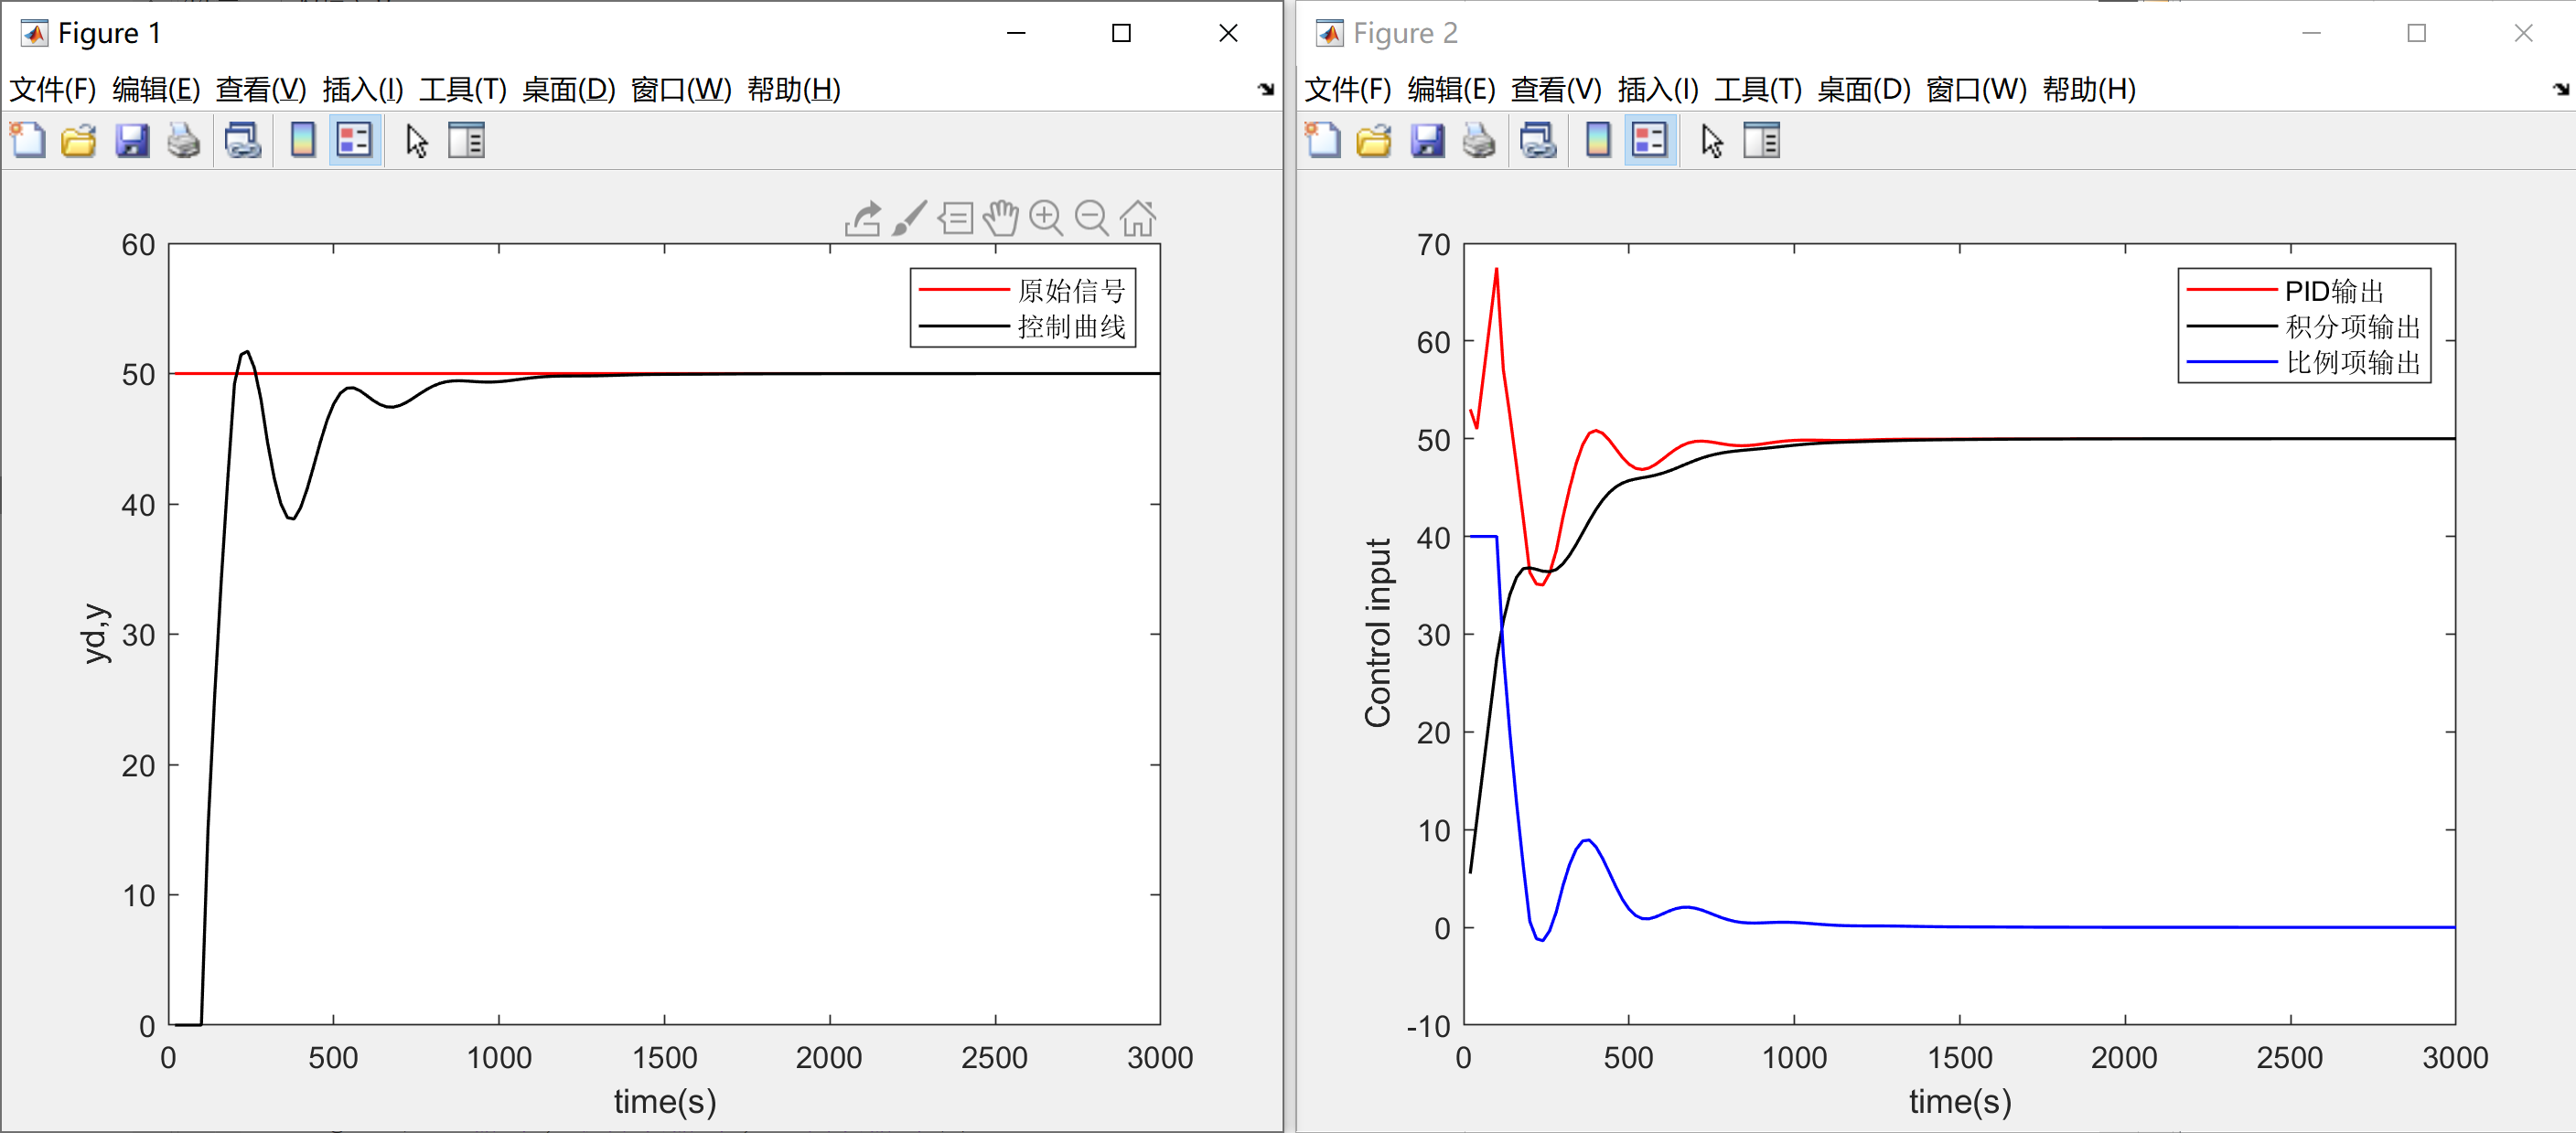 Figure 1
文件(F) 编辑(E) 查看(V) 插入(I) 工具(T) 桌面(D) 窗口(W) 帮助(H)
60
50
40
30
20
10
0
yd,y
原始信号
控制曲线
0 500 1000 1500 2000 2500 3000
time(s)
Figure 2
文件(F) 编辑(E) 查看(V) 插入(I) 工具(T) 桌面(D) 窗口(W) 帮助(H)
70
60
50
40
30
20
10
0
-10
Control input
PID输出
积分项输出
比例项输出
0 500 1000 1500 2000 2500 3000
time(s)